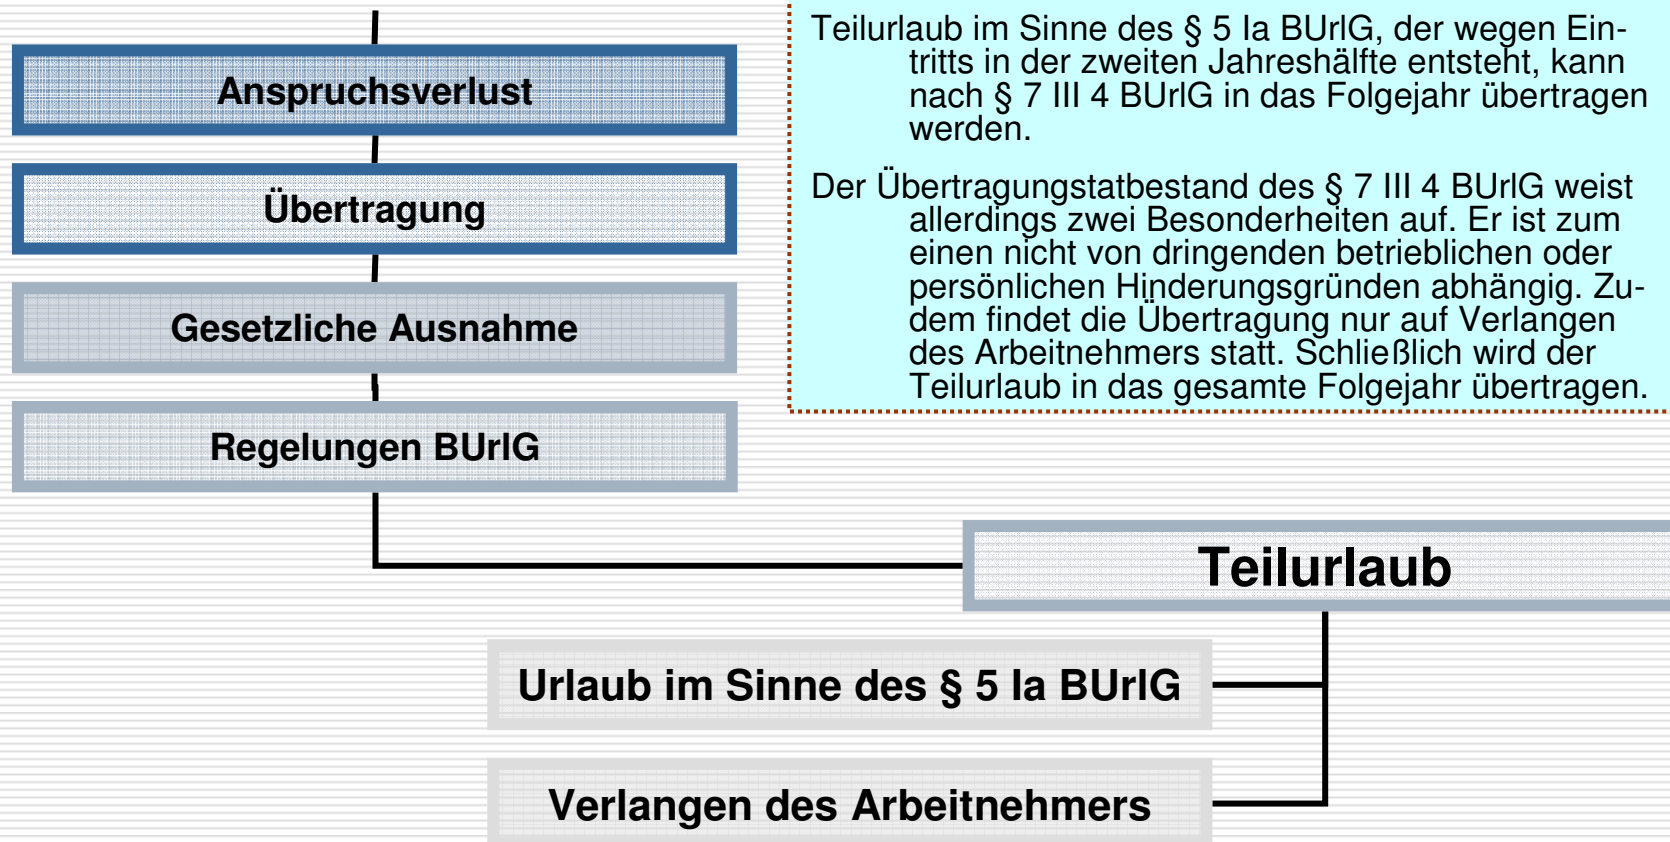 Anspruchsverlust
Übertragung
Gesetzliche Ausnahme
Regelungen BUrlG
Teilurlaub im Sinne des § 5 Ia BUrlG, der wegen Ein-
tritts in der zweiten Jahreshälfte entsteht, kann
nach § 7 III 4 BUrlG in das Folgejahr übertragen
werden.
Der Übertragungstatbestand des § 7 III 4 BUrlG weist
allerdings zwei Besonderheiten auf. Er ist zum
einen nicht von dringenden betrieblichen oder
persönlichen Hinderungsgründen abhängig. Zu-
dem findet die Übertragung nur auf Verlangen
des Arbeitnehmers statt. Schließlich wird der
Teilurlaub in das gesamte Folgejahr übertragen.
Teilurlaub
Urlaub im Sinne des § 5 Ia BUrlG
Verlangen des Arbeitnehmers